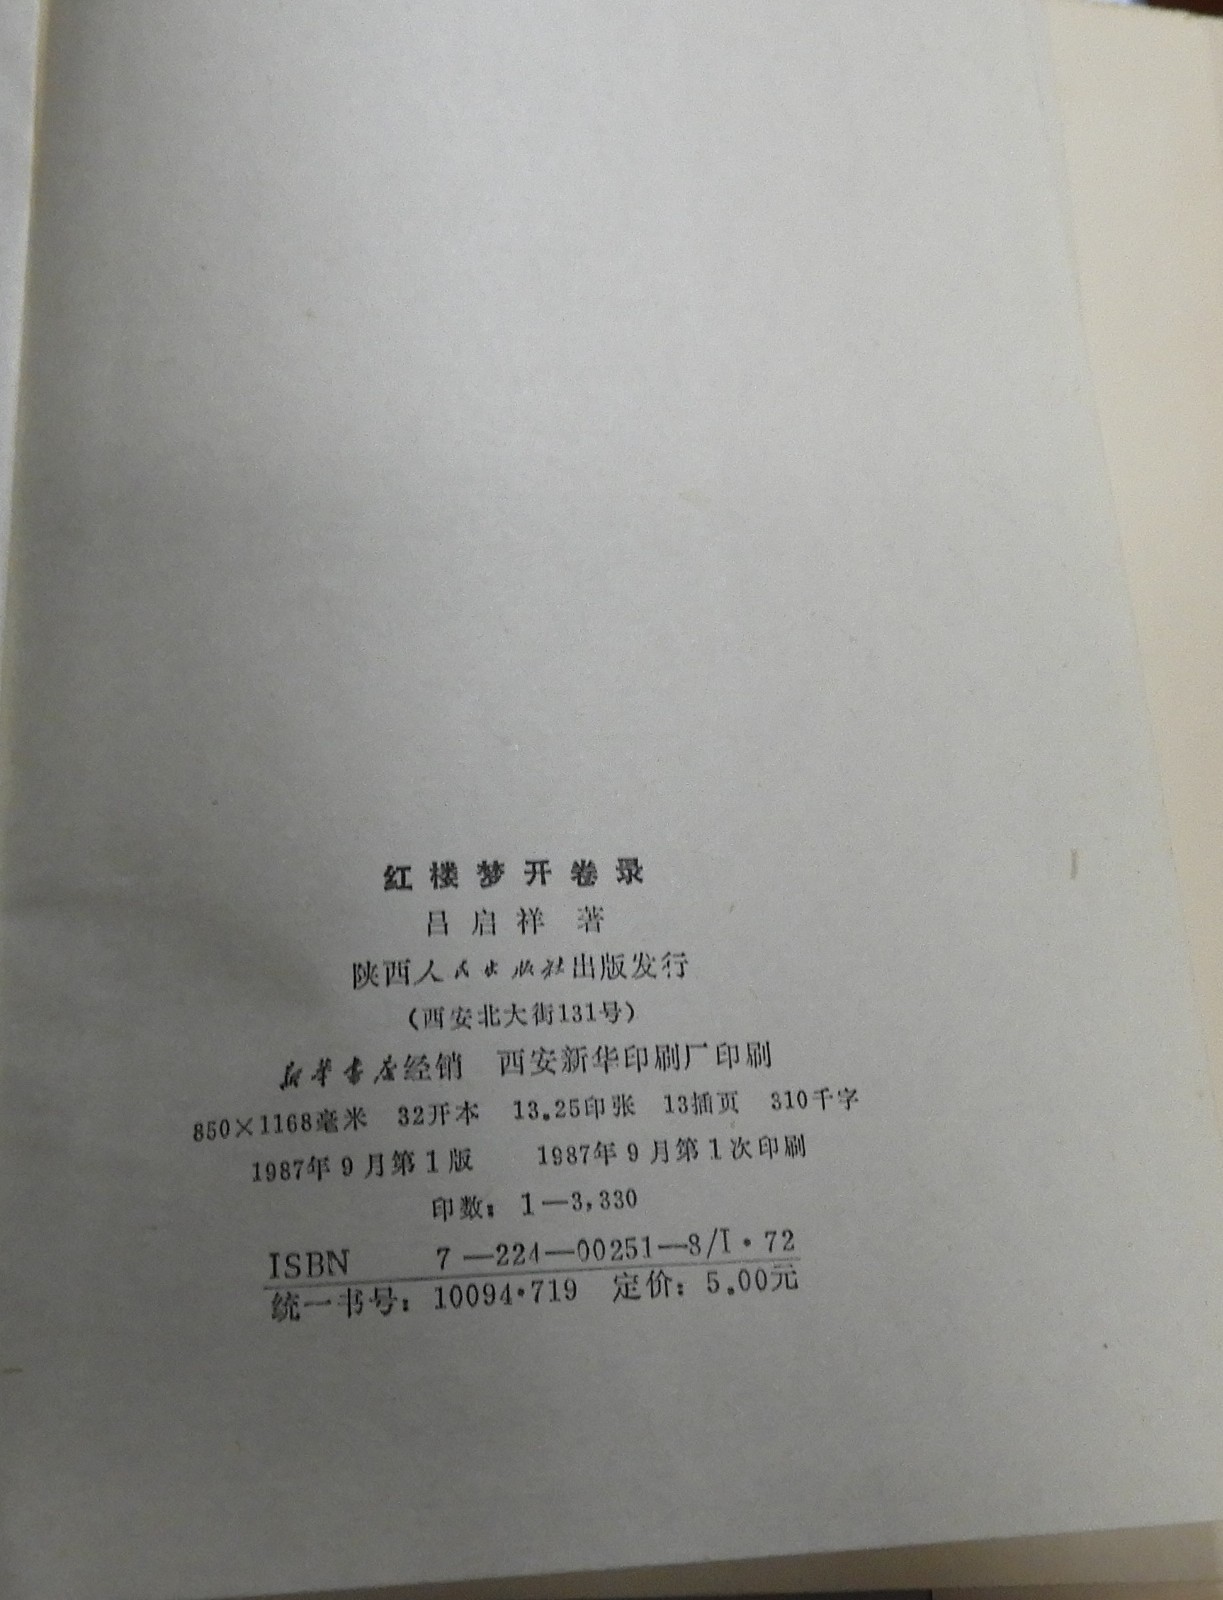 红楼梦开卷录
吕启祥 著
陕西人民出版社出版发行
（西安北大街131号）
新华书店经销 西安新华印刷厂印刷
850×1168毫米 32开本 13.25印张 13插页 310千字
1987年9月第1版 1987年9月第1次印刷
印数：1—3,330
ISBN 7—224—00251—8/I·72
统一书号：10094·719 定价：5.00元